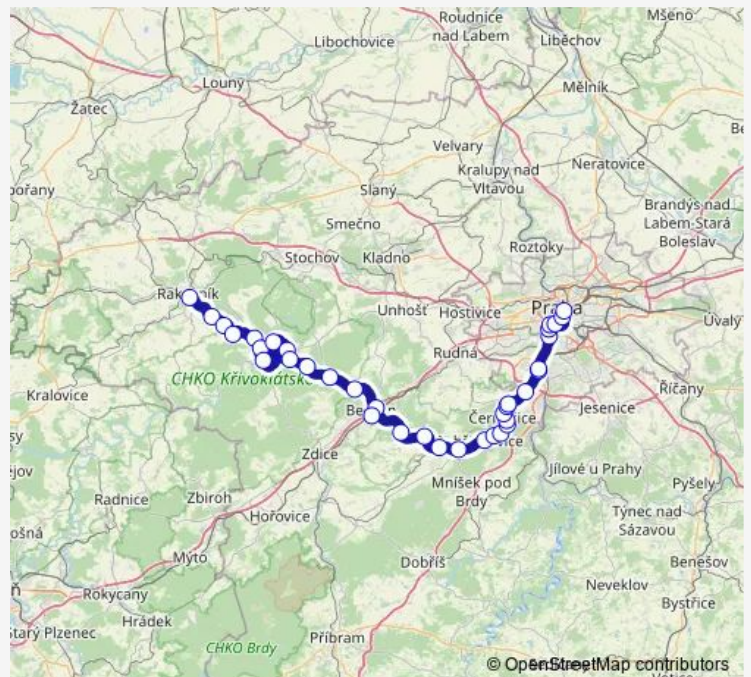 Roudnice
nad Labem
Mšeno
Libochovice
Liběchov
Louny
Mělník
Žatec
Velvary
Kralupy nad
Vltavou
Neratovice
Slaný
Brandýs nad
Labem-Stará
Boleslav
Smečno
Roztoky
Stochov
Kladno
Unhošť
Hostivice
Úvaly
Rudná
CHKO Křivoklátsko
Kralovice
Říčany
Jesenice
Zdice
Jílové u Prahy
Mníšek pod
Brdy
Pyšely
Radnice
Zbiroh
Hořovice
Týnec nad
Sázavou
Mýto
Dobříš
Benešov
Rokycany
Neveklov
Bystřice
Starý Plzenec
Hrádek
Příbram
CHKO Brdy
© OpenStreetMap contributors